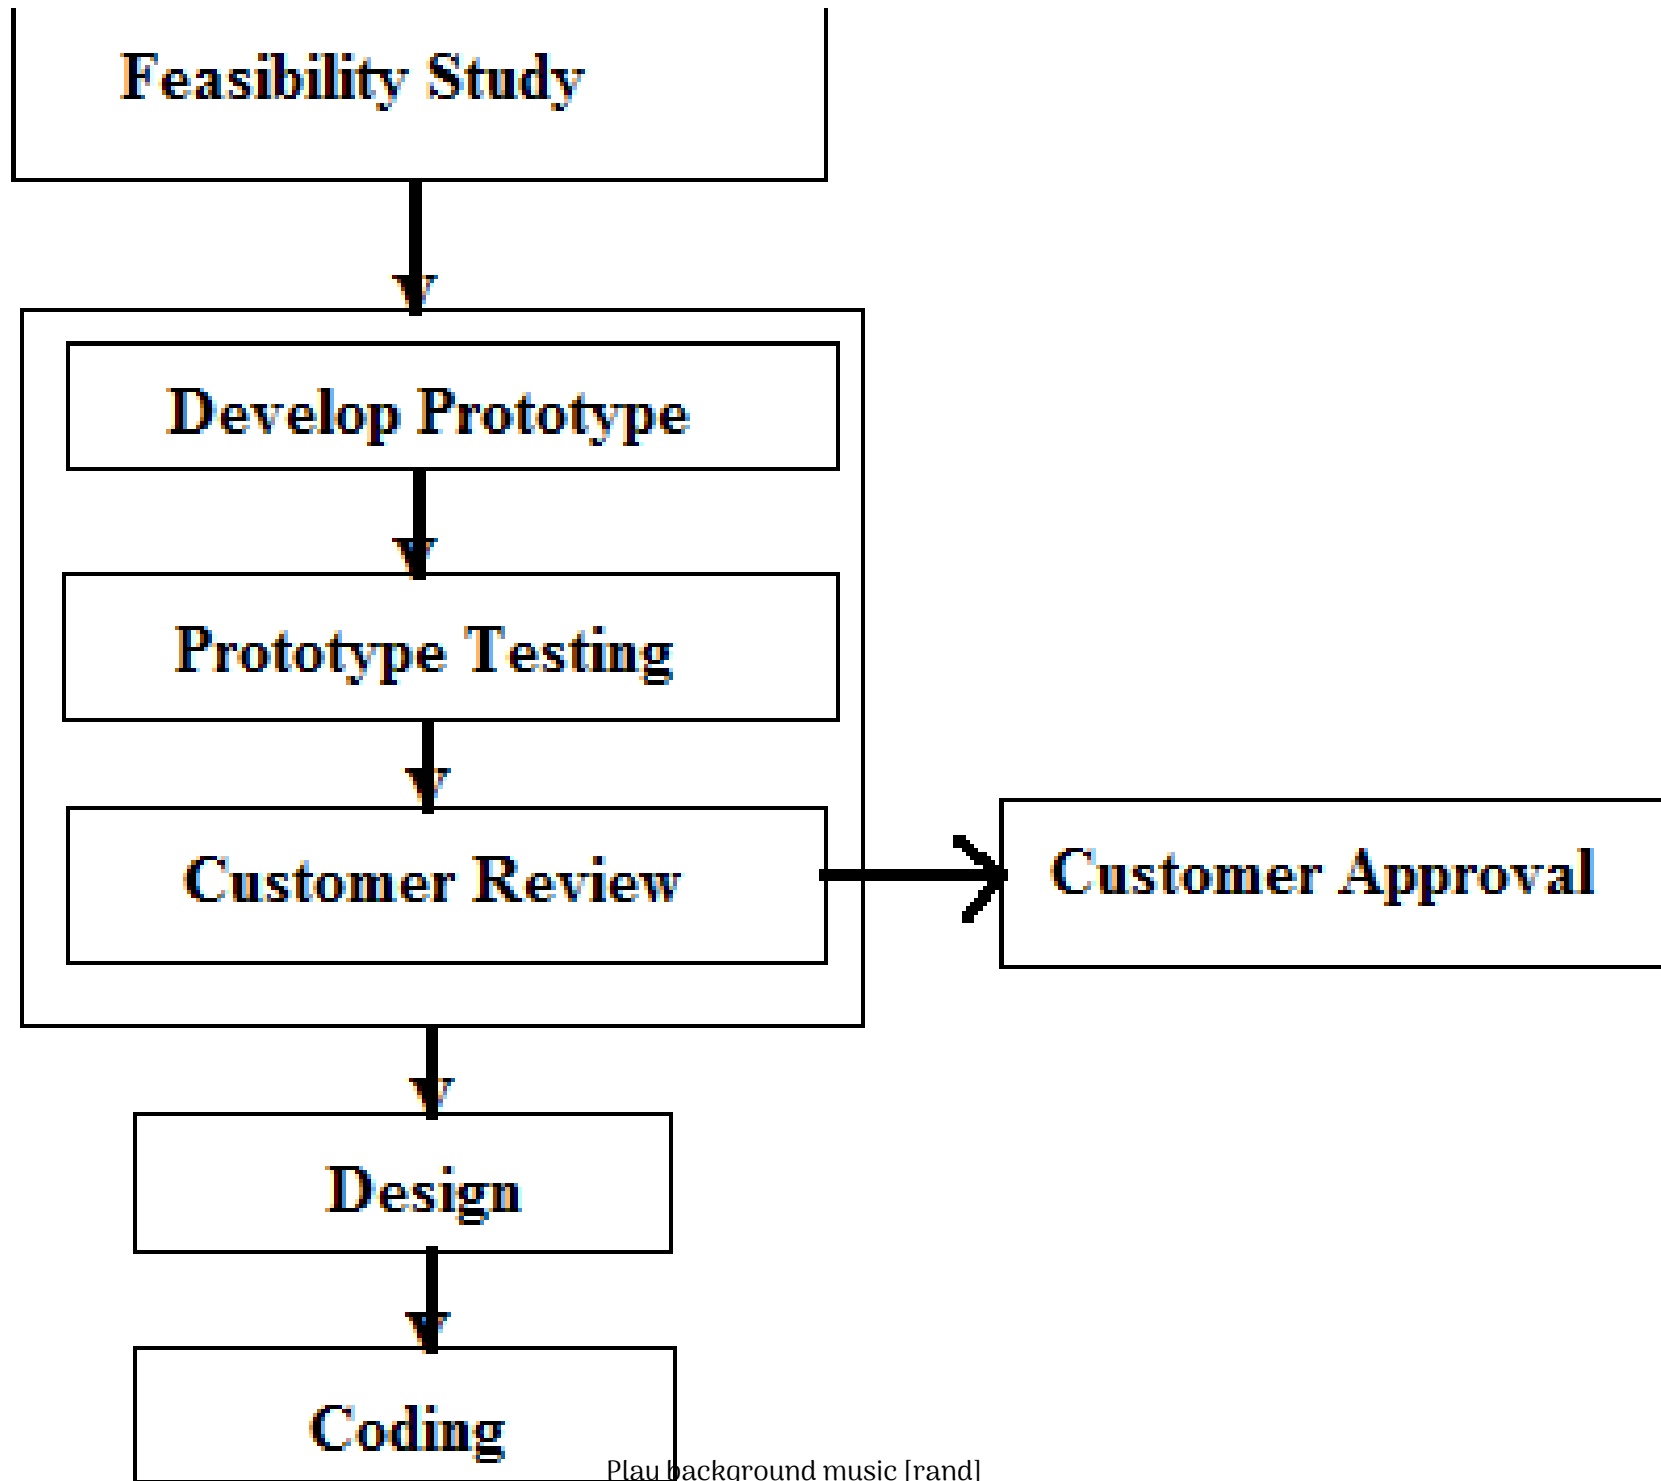 Feasibility Study
Develop Prototype
Prototype Testing
Customer Review
Customer Approval
Design
Coding
Play background music [rand]